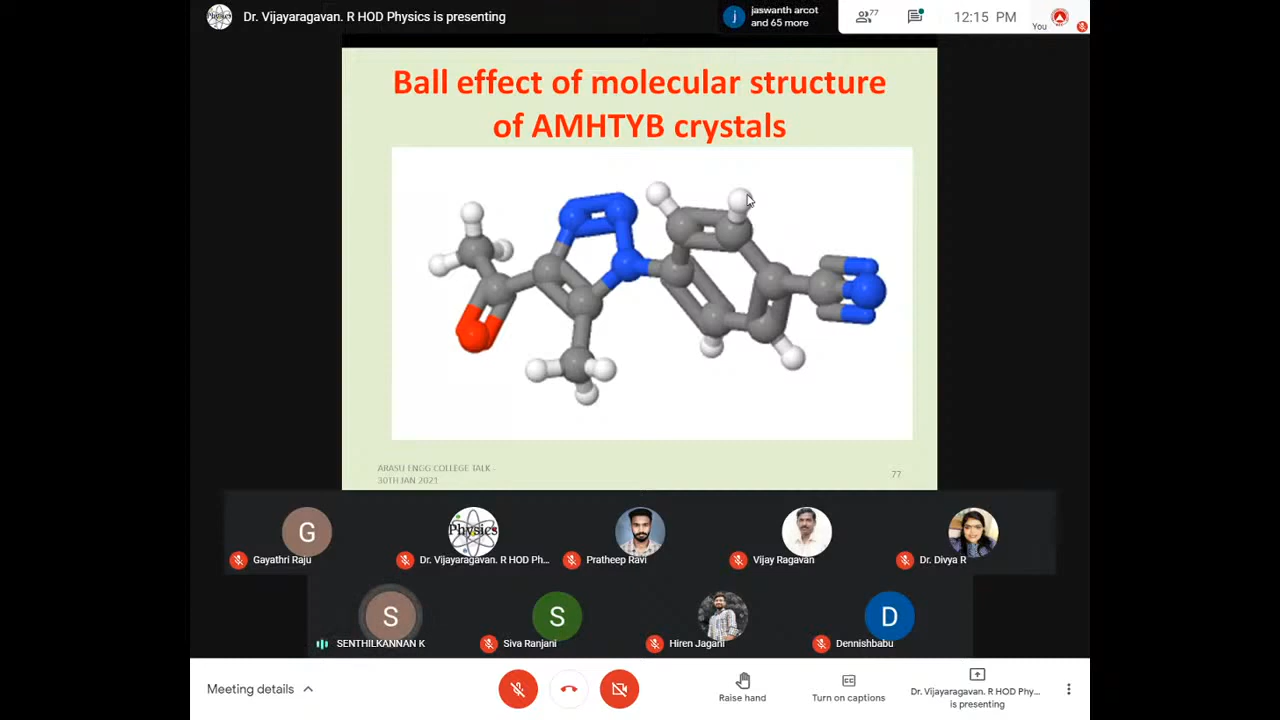 Dr. Vijayaragavan. R HOD Physics is presenting
j
jaswanth arcot
and 65 more
77
12:15 PM
You
Ball effect of molecular structure
of AMHTYB crystals
ARASU ENGG COLLEGE TALK -
30TH JAN 2021
77
G
Physics
Gayathri Raju
Dr. Vijayaragavan. R HOD Ph...
Pratheep Ravi
Vijay Ragavan
Dr. Divya R
S
S
D
SENTHILKANNAN K
Siva Ranjani
Hiren Jagani
Dennishbabu
Meeting details
Raise hand
CC
Turn on captions
Dr. Vijayaragavan. R HOD Phy...
is presenting